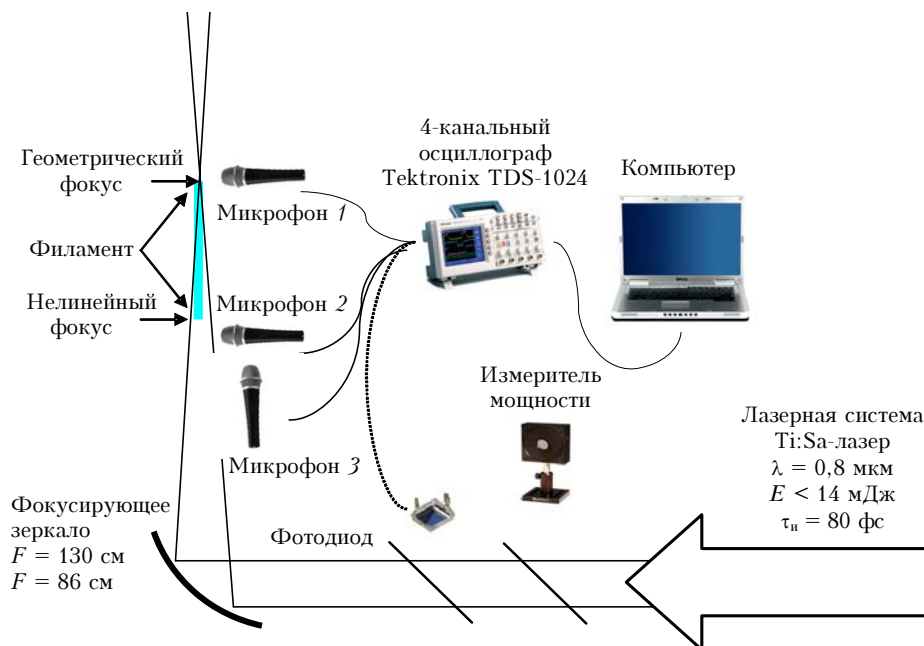 4-канальный
осциллограф
Tektronix TDS-1024
Компьютер
Геометрический
фокус
Микрофон 1
Филамент
Нелинейный
фокус
Микрофон 2
Измеритель
мощности
Микрофон 3
Лазерная система
Ti:Sa-лазер
λ = 0,8 мкм
E < 14 мДж
τи = 80 фс
Фокусирующее
зеркало
F = 130 см
F = 86 см
Фотодиод